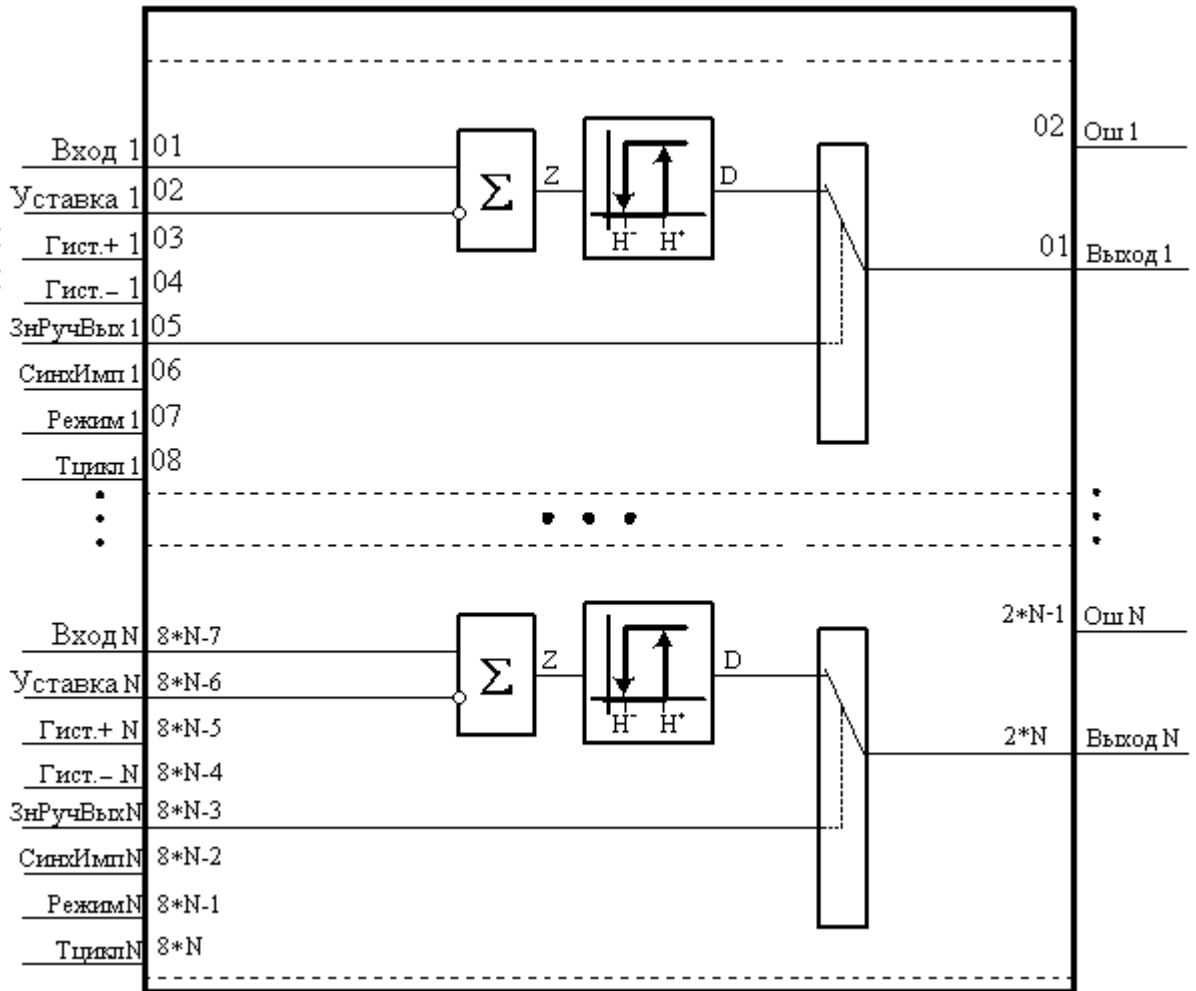 02 Ош 1
Вход 1 01
Σ Z D
Уставка 1 02
H⁻ H⁺
Гист.+ 1 03
01 Выход 1
Гист.– 1 04
ЗнРучВых 1 05
СинхИмп 1 06
Режим 1 07
Тцикл 1 08
2*N-1 Ош N
Вход N 8*N-7
Σ Z D
Уставка N 8*N-6
H⁻ H⁺
Гист.+ N 8*N-5
2*N Выход N
Гист.– N 8*N-4
ЗнРучВыхN 8*N-3
СинхИмпN 8*N-2
РежимN 8*N-1
ТциклN 8*N